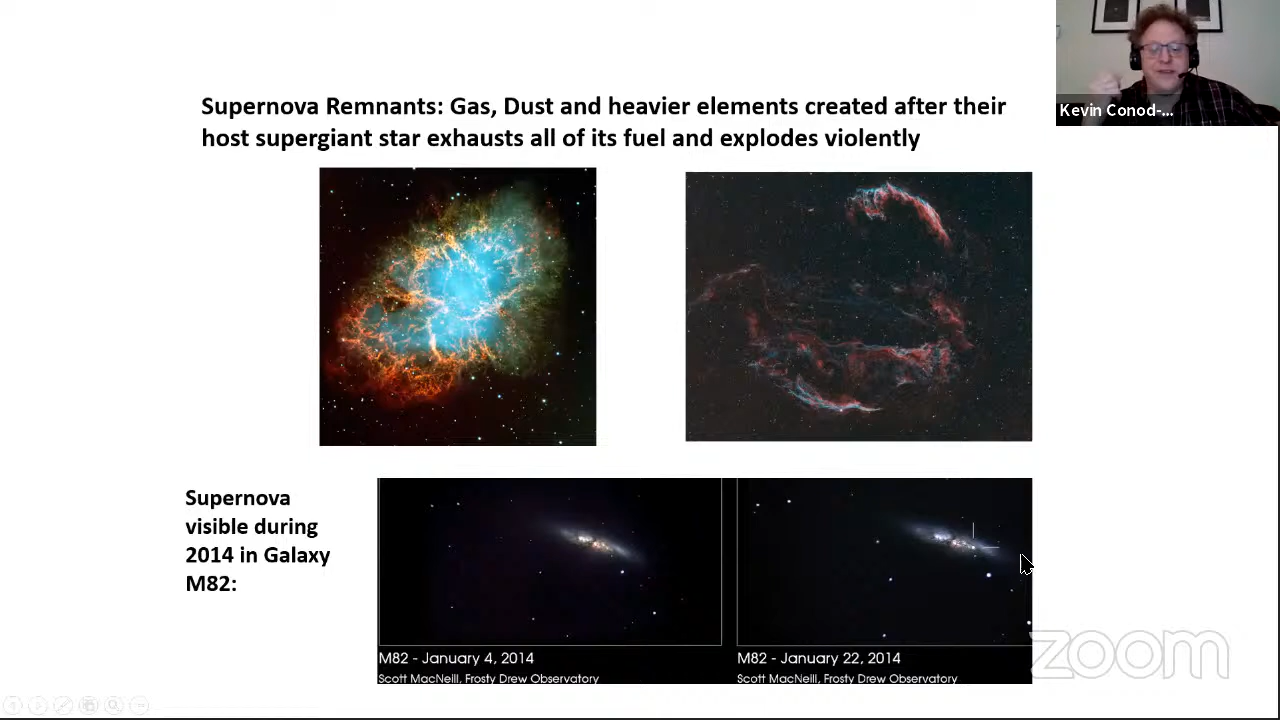 Kevin Conod-...
Supernova Remnants: Gas, Dust and heavier elements created after their
host supergiant star exhausts all of its fuel and explodes violently
Supernova
visible during
2014 in Galaxy
M82:
M82 - January 4, 2014
Scott MacNeill, Frosty Drew Observatory
M82 - January 22, 2014
Scott MacNeill, Frosty Drew Observatory
zoom